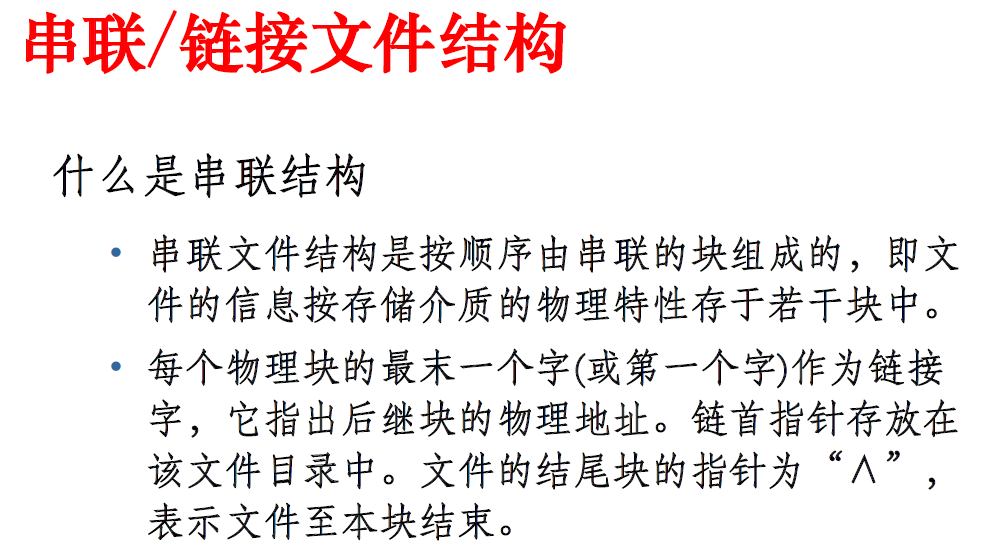 串联/链接文件结构
什么是串联结构
• 串联文件结构是按顺序由串联的块组成的，即文
件的信息按存储介质的物理特性存于若干块中。
• 每个物理块的最末一个字(或第一个字)作为链接
字，它指出后继块的物理地址。链首指针存放在
该文件目录中。文件的结尾块的指针为“∧”，
表示文件至本块结束。